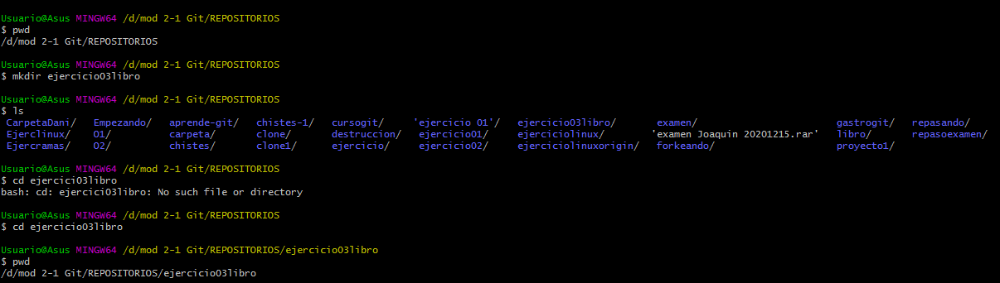 Usuario@Asus MINGW64 /d/mod 2-1 Git/REPOSITORIOS
$ pwd
/d/mod 2-1 Git/REPOSITORIOS
Usuario@Asus MINGW64 /d/mod 2-1 Git/REPOSITORIOS
$ mkdir ejercicio03libro
Usuario@Asus MINGW64 /d/mod 2-1 Git/REPOSITORIOS
$ ls
CarpetaDani/ Empezando/ aprende-git/ chistes-1/ cursogit/ 'ejercicio 01'/ ejercicio03libro/ examen/ gastrogit/ repasando/
Ejerclinux/ 01/ carpeta/ clone/ destruccion/ ejercicio01/ ejerciciolinux/ 'examen Joaquin 20201215.rar' libro/ repasoexamen/
Ejercramas/ 02/ chistes/ clone1/ ejercicio/ ejercicio02/ ejerciciolinuxorigin/ forkeando/ proyecto1/
Usuario@Asus MINGW64 /d/mod 2-1 Git/REPOSITORIOS
$ cd ejercici03libro
bash: cd: ejercici03libro: No such file or directory
Usuario@Asus MINGW64 /d/mod 2-1 Git/REPOSITORIOS
$ cd ejercicio03libro
Usuario@Asus MINGW64 /d/mod 2-1 Git/REPOSITORIOS/ejercicio03libro
$ pwd
/d/mod 2-1 Git/REPOSITORIOS/ejercicio03libro